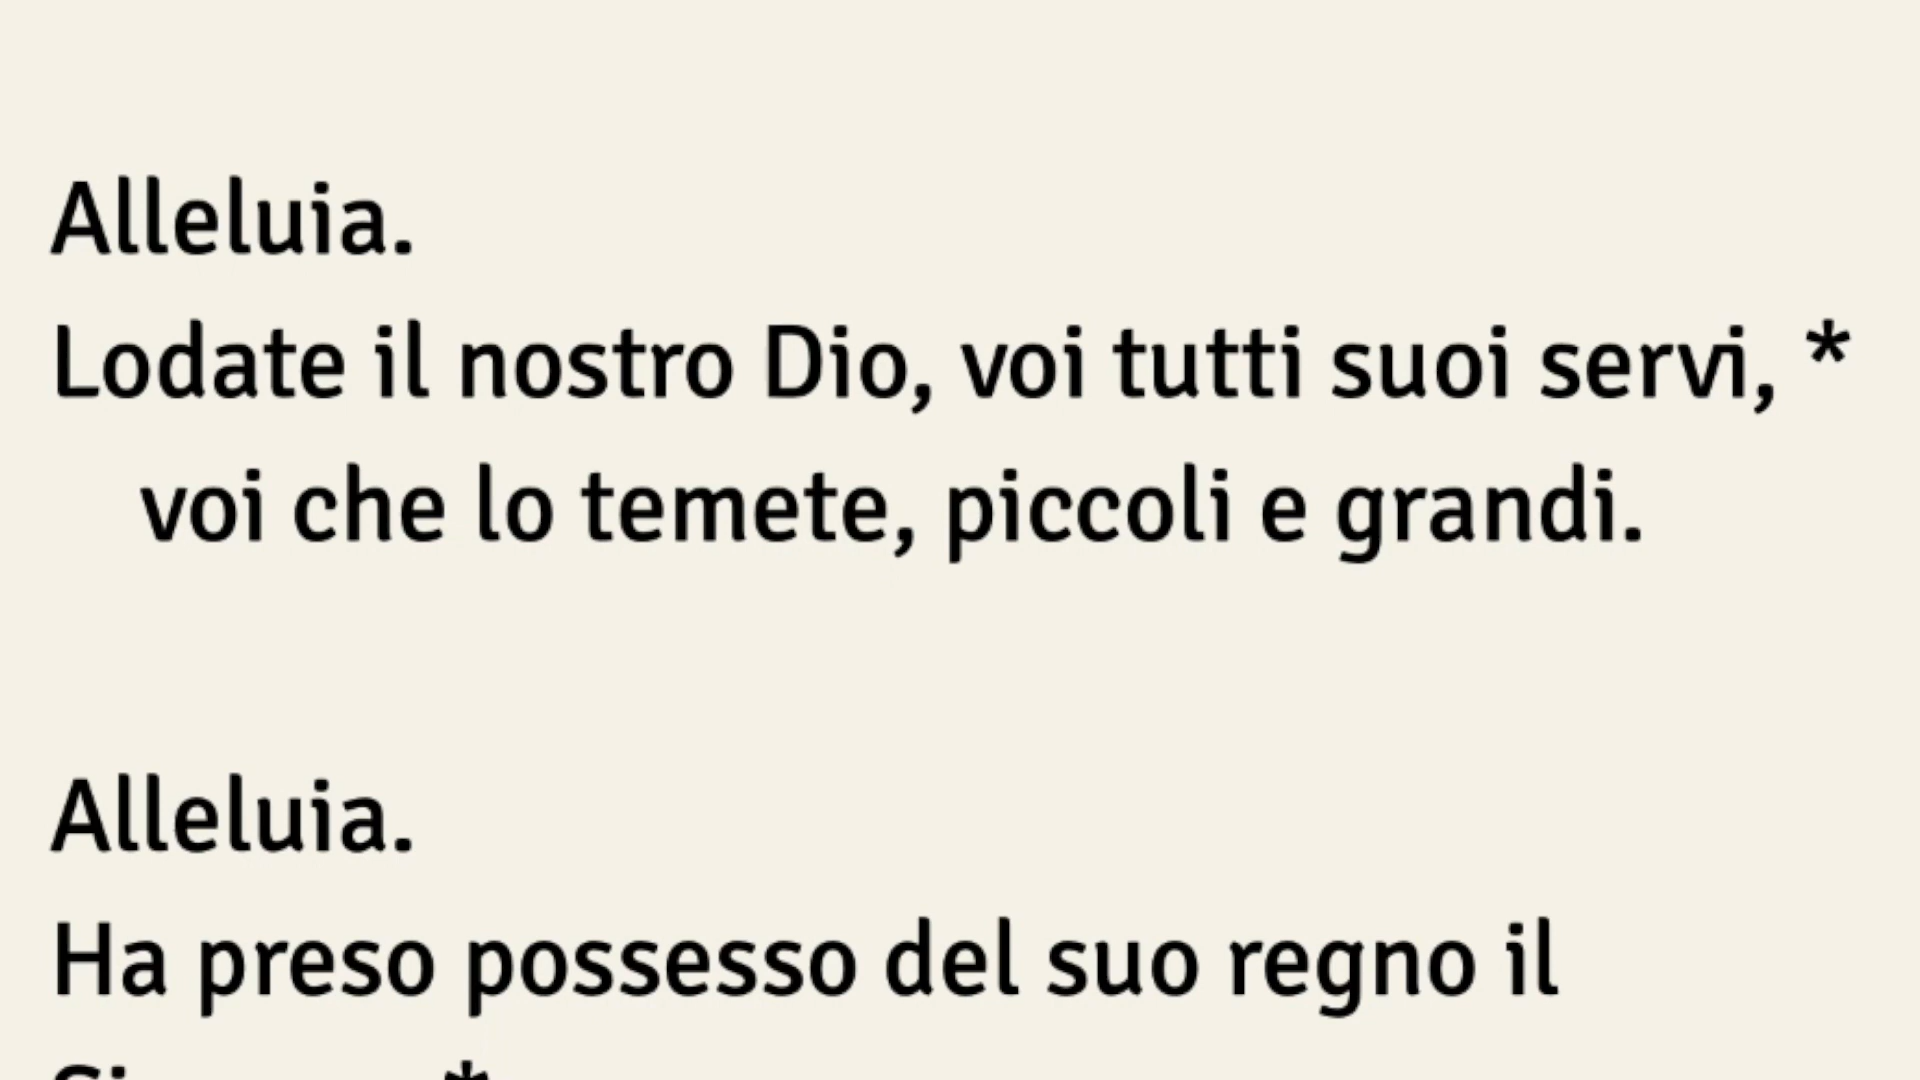 Alleluia.
Lodate il nostro Dio, voi tutti suoi servi, *
voi che lo temete, piccoli e grandi.
Alleluia.
Ha preso possesso del suo regno il
*